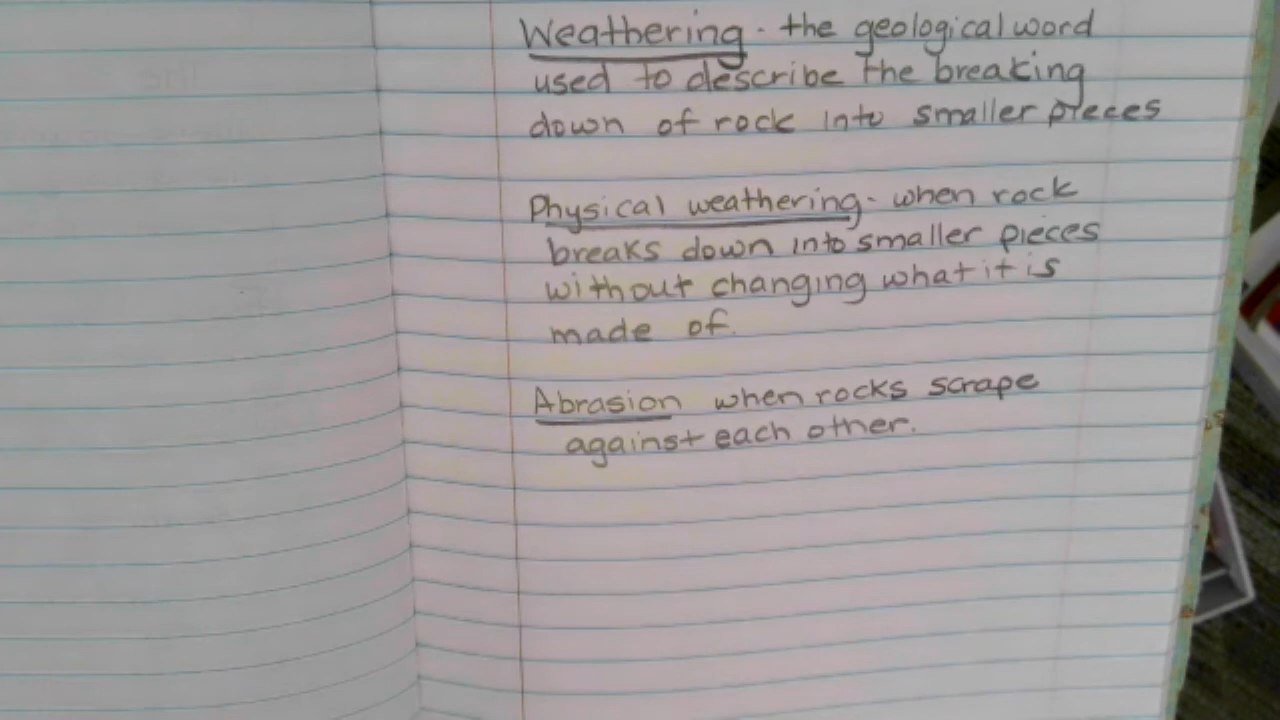 Weathering - the geological word
used to describe the breaking
down of rock into smaller pieces
Physical weathering - when rock
breaks down into smaller pieces
without changing what it is
made of.
Abrasion when rocks scrape
against each other.